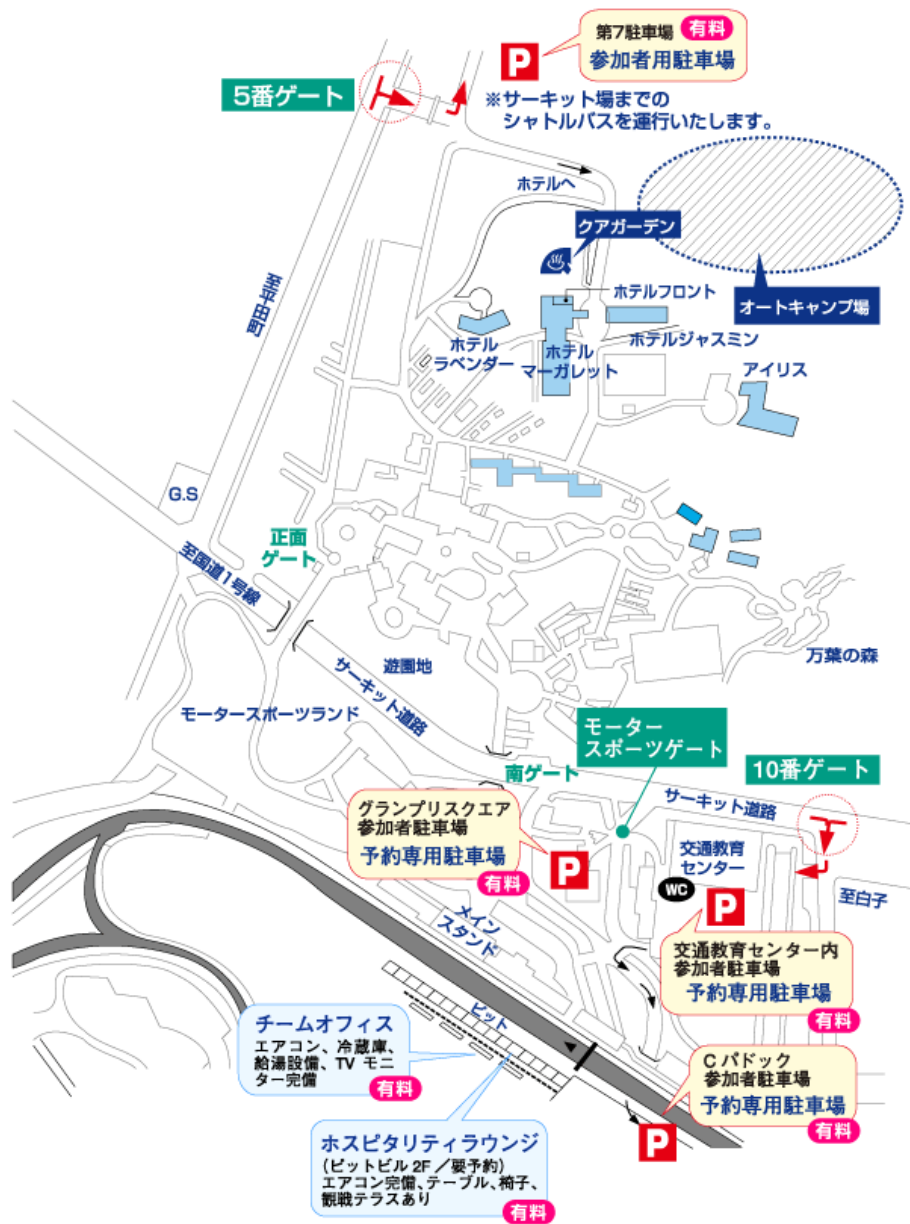 第7駐車場 有料
参加者用駐車場
P
5番ゲート
※サーキット場までの
シャトルバスを運行いたします。
ホテルへ
クアガーデン
至平田町
ホテルフロント
オートキャンプ場
ホテル
ラベンダー
ホテル
マーガレット
ホテルジャスミン
アイリス
G.S
正面
ゲート
至国道1号線
遊園地
万葉の森
サーキット道路
モータースポーツランド
モーター
スポーツゲート
南ゲート
10番ゲート
サーキット道路
グランプリスクエア
参加者駐車場
予約専用駐車場
有料
P
交通教育
センター
WC
P
至白子
メイン
スタンド
交通教育センター内
参加者駐車場
予約専用駐車場
有料
ピット
チームオフィス
エアコン、冷蔵庫、
給湯設備、TV モニ
ター完備
有料
C パドック
参加者駐車場
予約専用駐車場
有料
P
ホスピタリティラウンジ
(ピットビル 2F/要予約)
エアコン完備、テーブル、椅子、
観戦テラスあり
有料